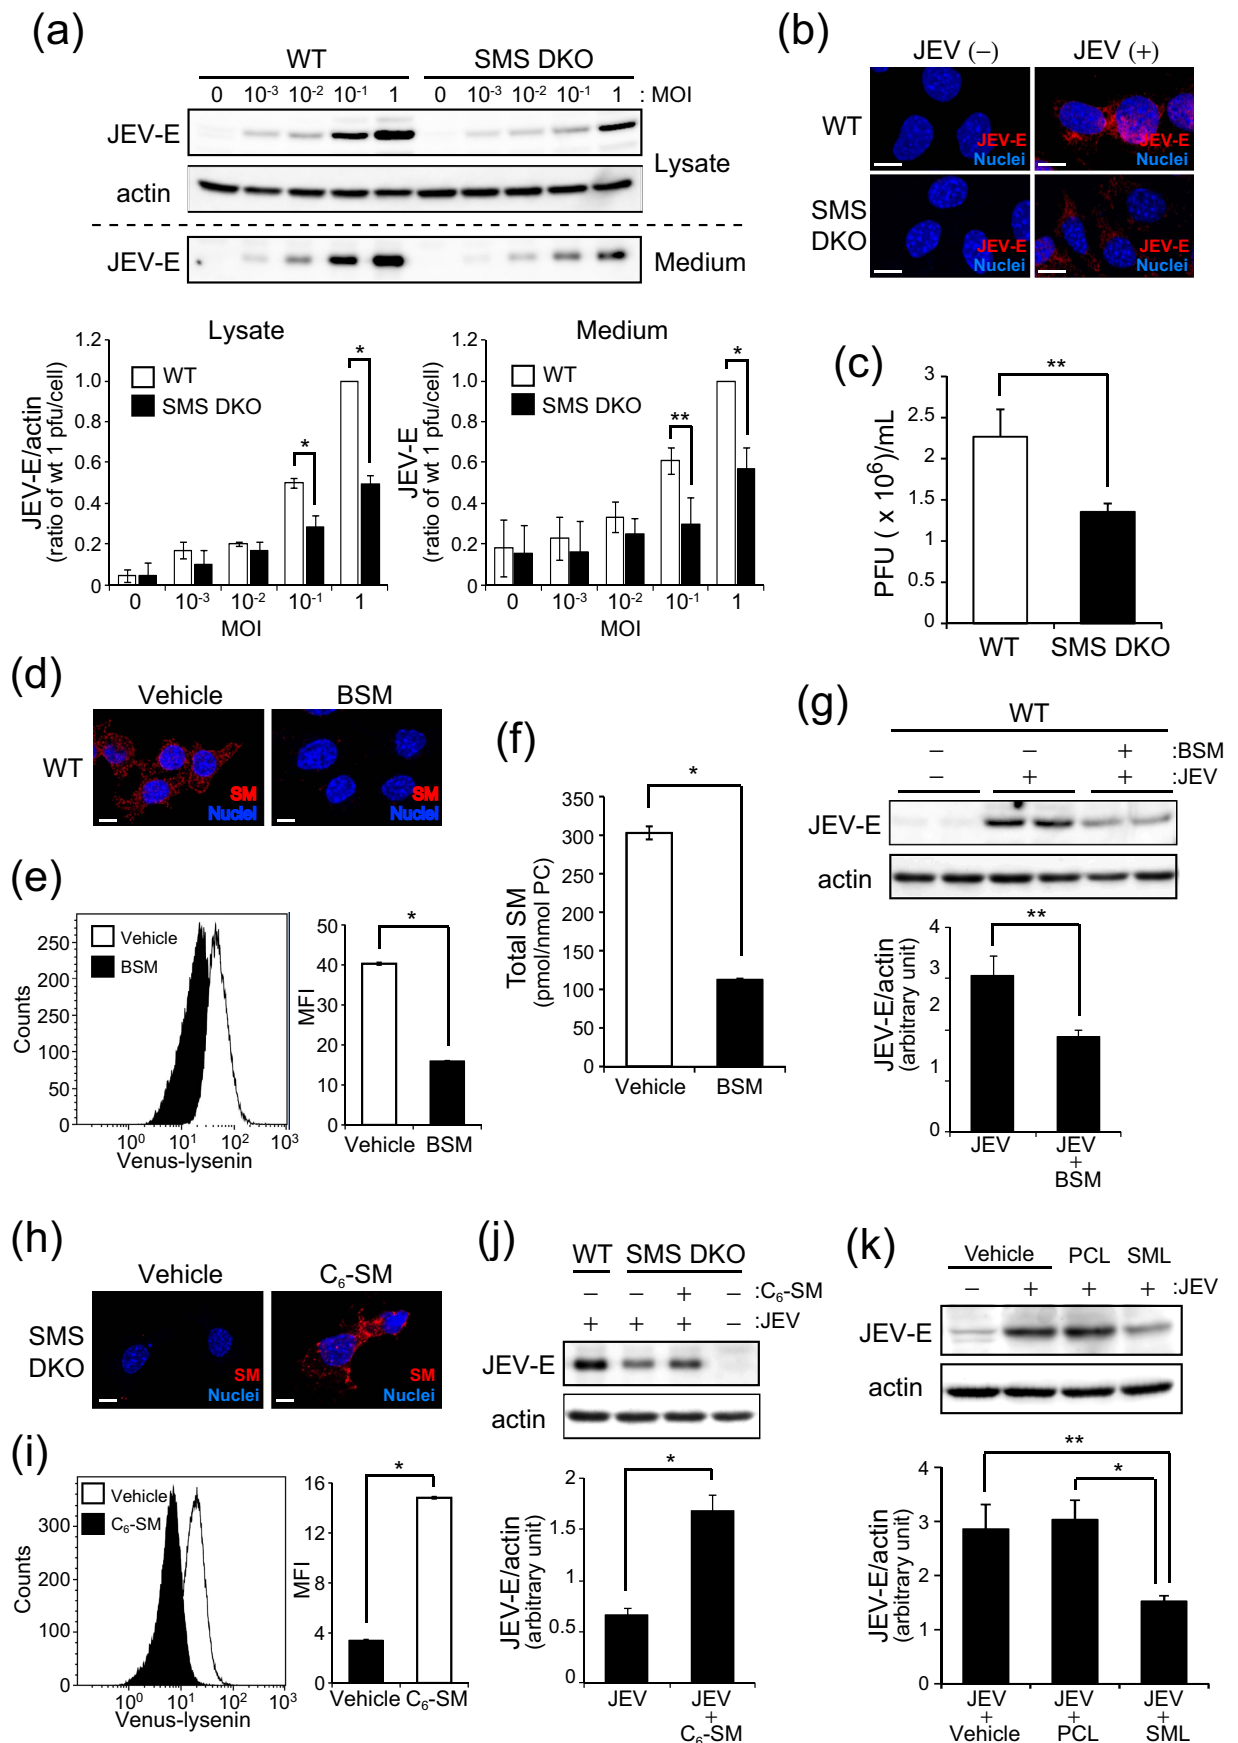 (a)
WT SMS DKO
0 10-3 10-2 10-1 1 0 10-3 10-2 10-1 1 : MOI
JEV-E
Lysate
actin
JEV-E Medium
Lysate
JEV-E/actin
(ratio of wt 1 pfu/cell)
1.2
1.0
0.8
0.6
0.4
0.2
0
WT
SMS DKO
*
*
0 10-3 10-2 10-1 1
MOI
Medium
JEV-E
(ratio of wt 1 pfu/cell)
1.2
1.0
0.8
0.6
0.4
0.2
0
WT
SMS DKO
**
*
0 10-3 10-2 10-1 1
MOI
(b)
JEV (−) JEV (+)
WT
JEV-E
Nuclei
JEV-E
Nuclei
SMS
DKO
JEV-E
Nuclei
JEV-E
Nuclei
(c)
PFU ( x 106)/mL
3
2.5
2
1.5
1
0.5
0
**
WT SMS DKO
(d)
Vehicle BSM
WT
SM
Nuclei
SM
Nuclei
(e)
Counts
250
200
150
100
50
0
Vehicle
BSM
100 101 102 103
Venus-lysenin
MFI
50
40
30
20
10
0
*
Vehicle BSM
(f)
Total SM
(pmol/nmol PC)
350
300
250
200
150
100
50
0
*
Vehicle BSM
(g)
WT
− − + :BSM
− + + :JEV
JEV-E
actin
JEV-E/actin
(arbitrary unit)
4
3
2
1
0
**
JEV JEV
+
BSM
(h)
Vehicle C6-SM
SMS
DKO
SM
Nuclei
SM
Nuclei
(i)
Counts
300
200
100
0
Vehicle
C6-SM
100 101 102 103
Venus-lysenin
MFI
16
12
8
4
0
*
Vehicle C6-SM
(j)
WT SMS DKO
− − + − :C6-SM
+ + + − :JEV
JEV-E
actin
JEV-E/actin
(arbitrary unit)
2
1.5
1
0.5
0
*
JEV JEV
+
C6-SM
(k)
Vehicle PCL SML
− + + + :JEV
JEV-E
actin
JEV-E/actin
(arbitrary unit)
4
3
2
1
0
**
*
JEV JEV JEV
+ + +
Vehicle PCL SML